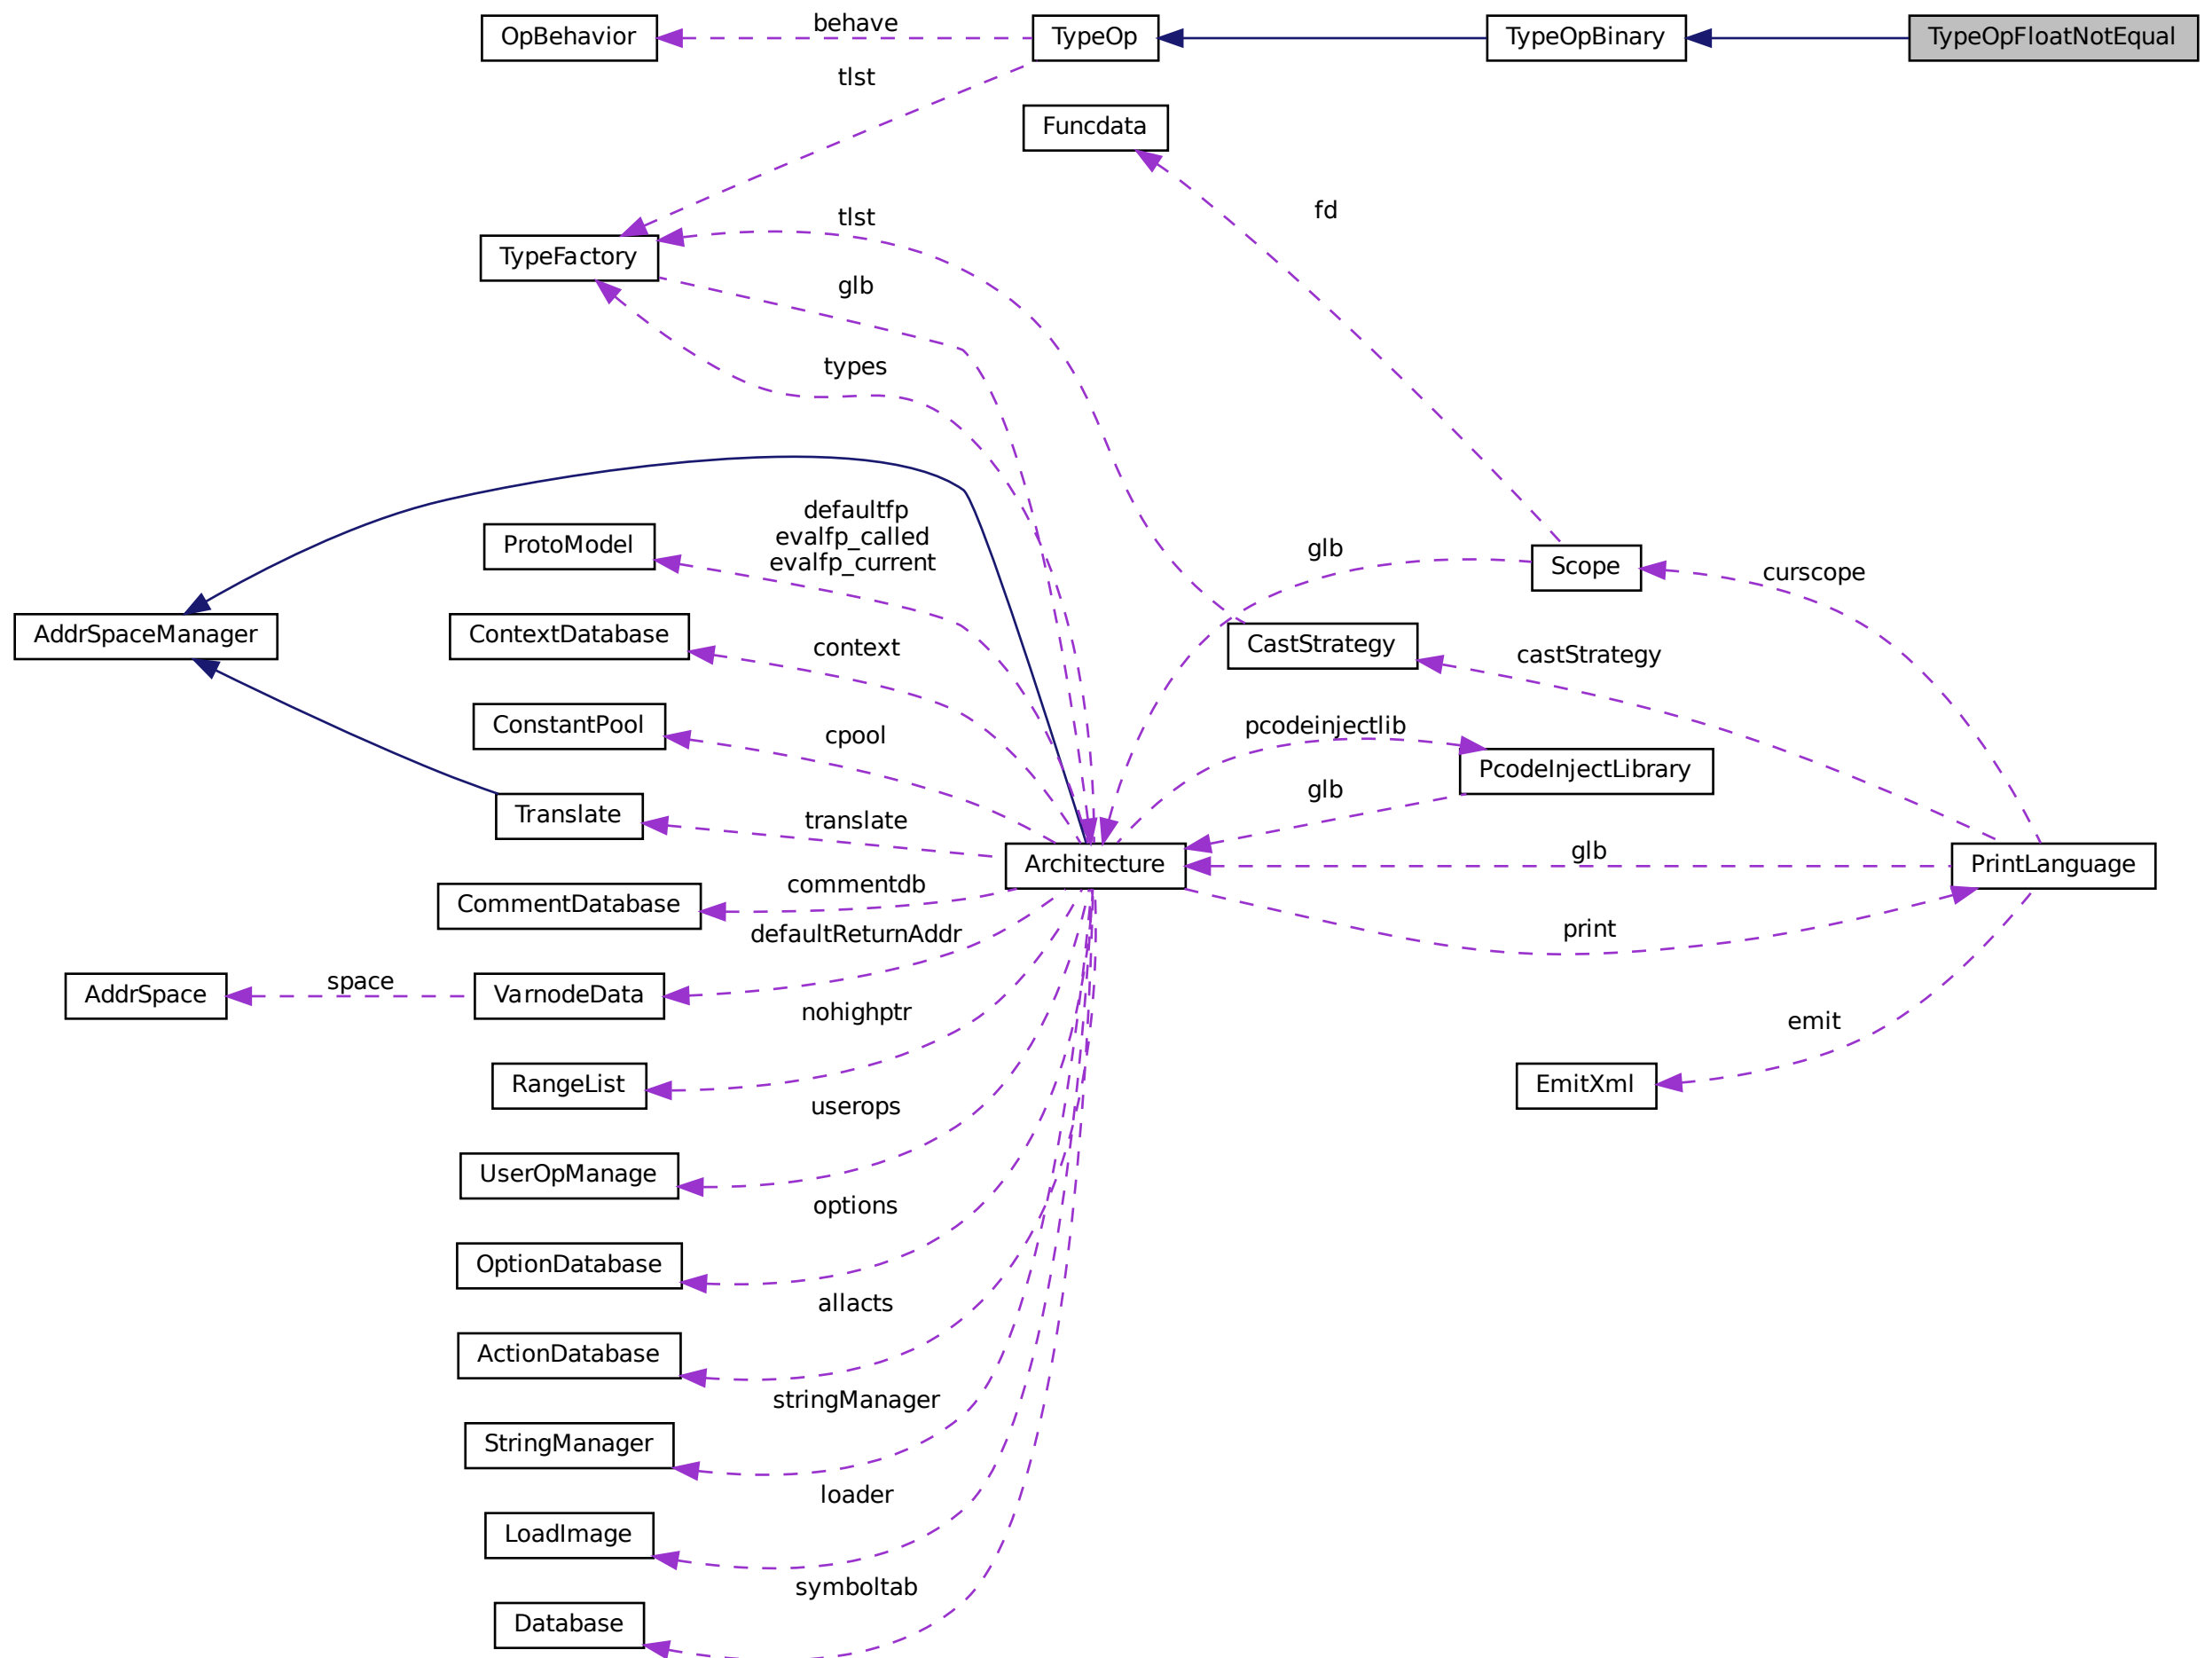 OpBehavior
behave
TypeOp
TypeOpBinary
TypeOpFloatNotEqual
tlst
Funcdata
fd
tlst
TypeFactory
glb
types
defaultfp
evalfp_called
evalfp_current
ProtoModel
glb
Scope
curscope
AddrSpaceManager
ContextDatabase
context
CastStrategy
castStrategy
ConstantPool
cpool
pcodeinjectlib
PcodeInjectLibrary
glb
Translate
translate
Architecture
glb
PrintLanguage
CommentDatabase
commentdb
defaultReturnAddr
print
AddrSpace
space
VarnodeData
nohighptr
emit
RangeList
EmitXml
userops
UserOpManage
options
OptionDatabase
allacts
ActionDatabase
stringManager
StringManager
loader
LoadImage
symboltab
Database